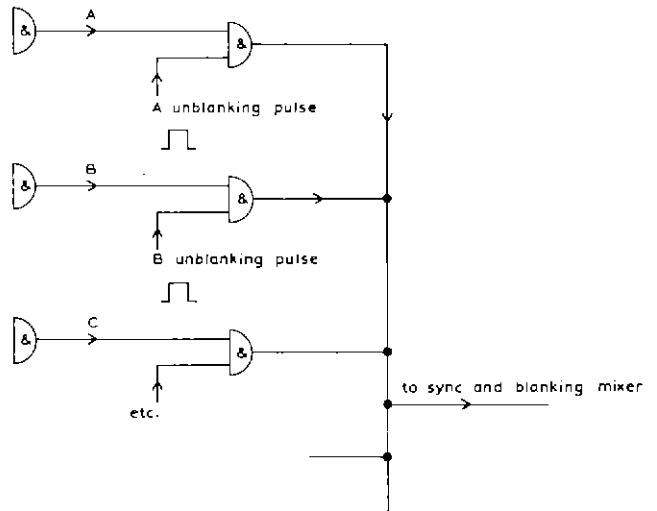 & A &
A unblanking pulse
& B &
B unblanking pulse
& C &
to sync and blanking mixer
etc.